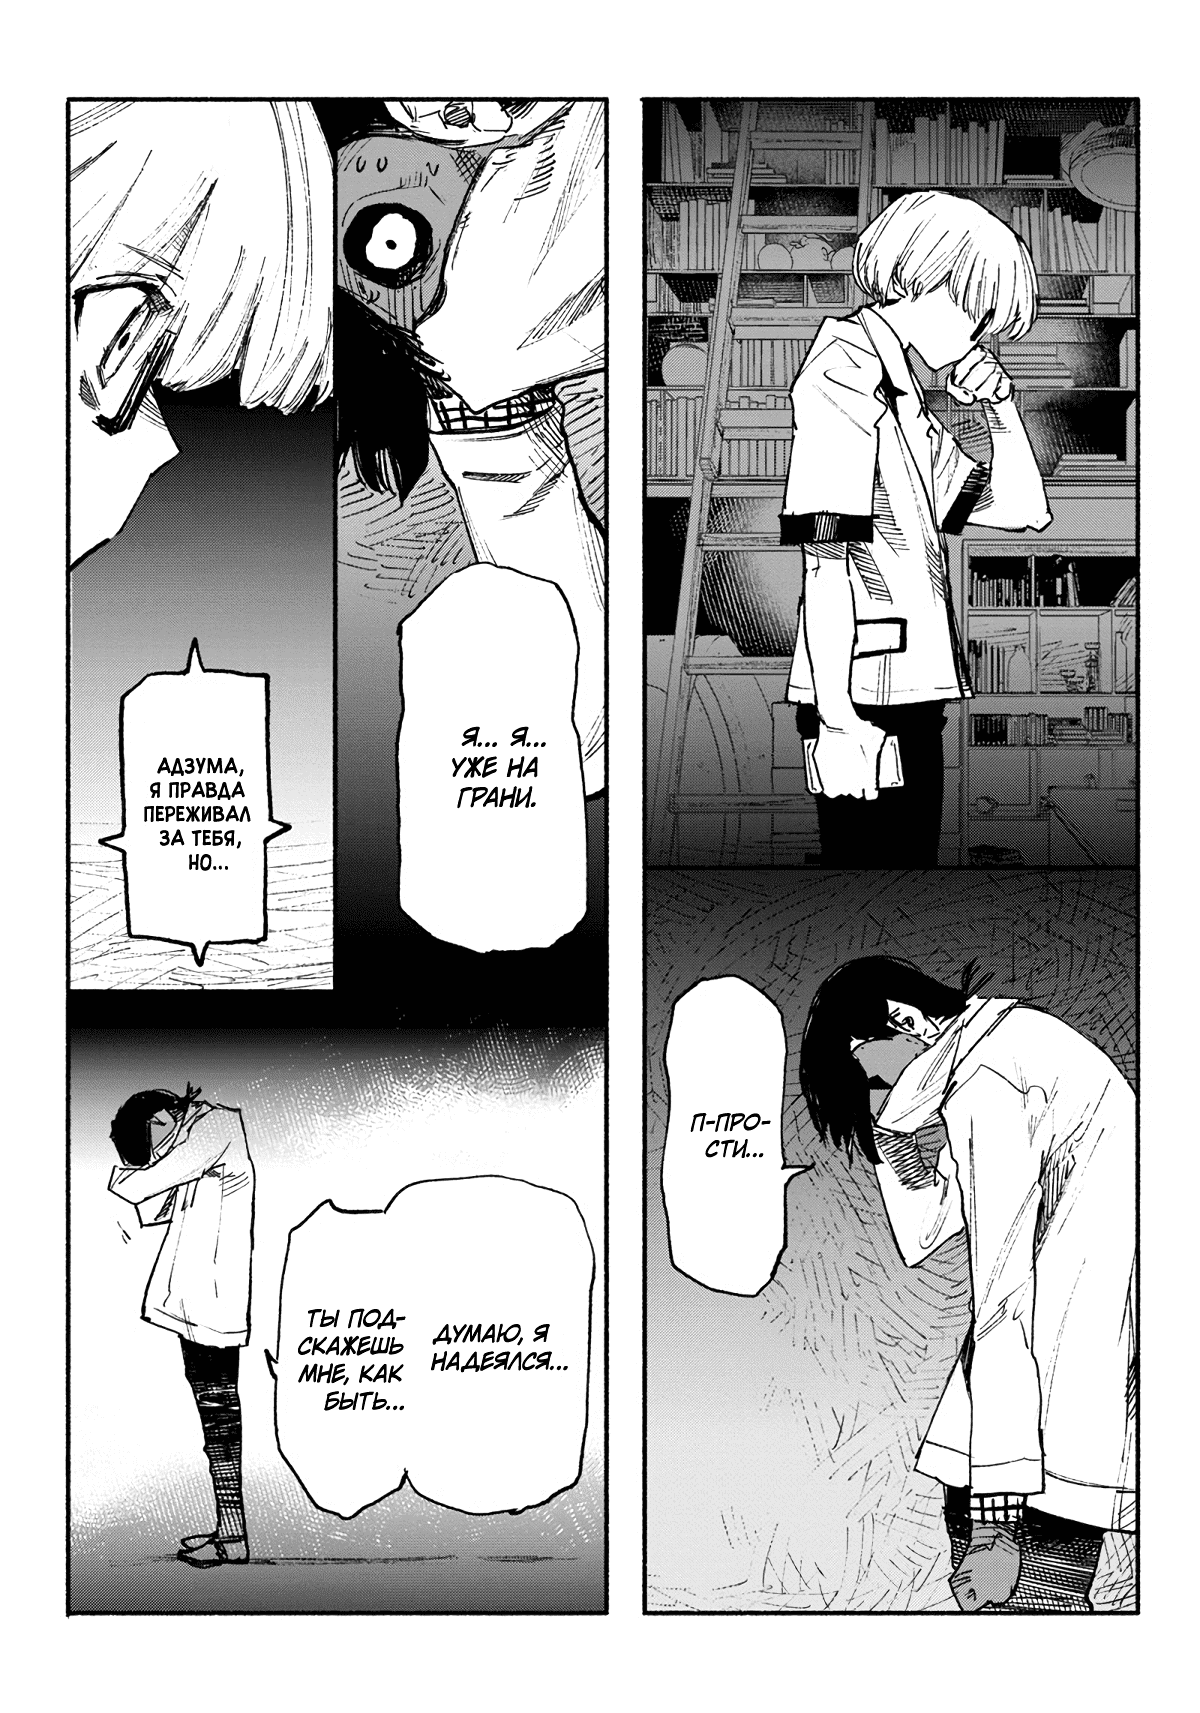 П-ПРО-
СТИ...
Я... Я...
УЖЕ НА
ГРАНИ.
АДЗУМА,
Я ПРАВДА
ПЕРЕЖИВАЛ
ЗА ТЕБЯ,
НО...
ДУМАЮ, Я
НАДЕЯЛСЯ...
ТЫ ПОД-
СКАЖЕШЬ
МНЕ, КАК
БЫТЬ...